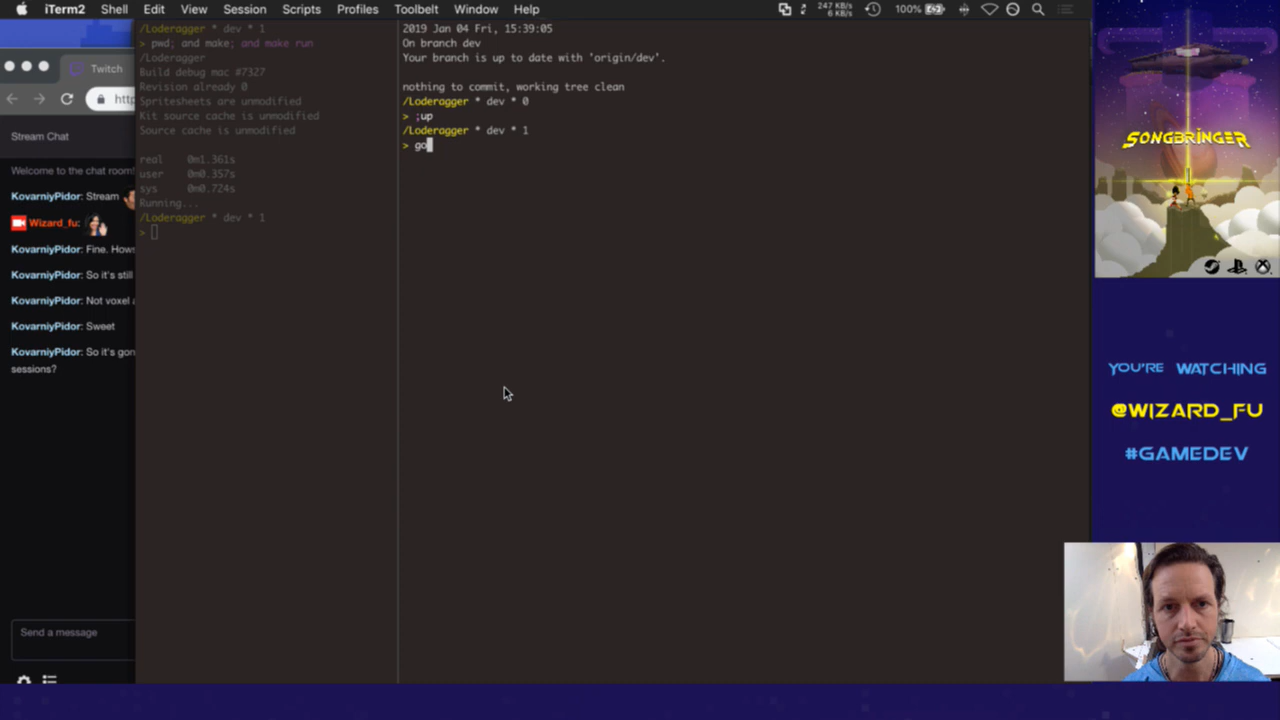 iTerm2 Shell Edit View Session Scripts Profiles Toolbelt Window Help
247 KB/s
6 KB/s
100%
Twitch
http
Stream Chat
Welcome to the chat room!
KovarniyPidor: Stream
Wizard_fu:
KovarniyPidor: Fine. Hows
KovarniyPidor: So it's still
KovarniyPidor: Not voxel a
KovarniyPidor: Sweet
KovarniyPidor: So it's gon
sessions?
Send a message
/Loderagger * dev * 1
> pwd; and make; and make run
/Loderagger
Build debug mac #7327
Revision already 0
Spritesheets are unmodified
Kit source cache is unmodified
Source cache is unmodified
real 0m1.361s
user 0m0.357s
sys 0m0.724s
Running...
/Loderagger * dev * 1
>
2019 Jan 04 Fri, 15:39:05
On branch dev
Your branch is up to date with 'origin/dev'.
nothing to commit, working tree clean
/Loderagger * dev * 0
> ;up
/Loderagger * dev * 1
> go
SONGBRINGER
YOU'RE WATCHING
@WIZARD_FU
#GAMEDEV